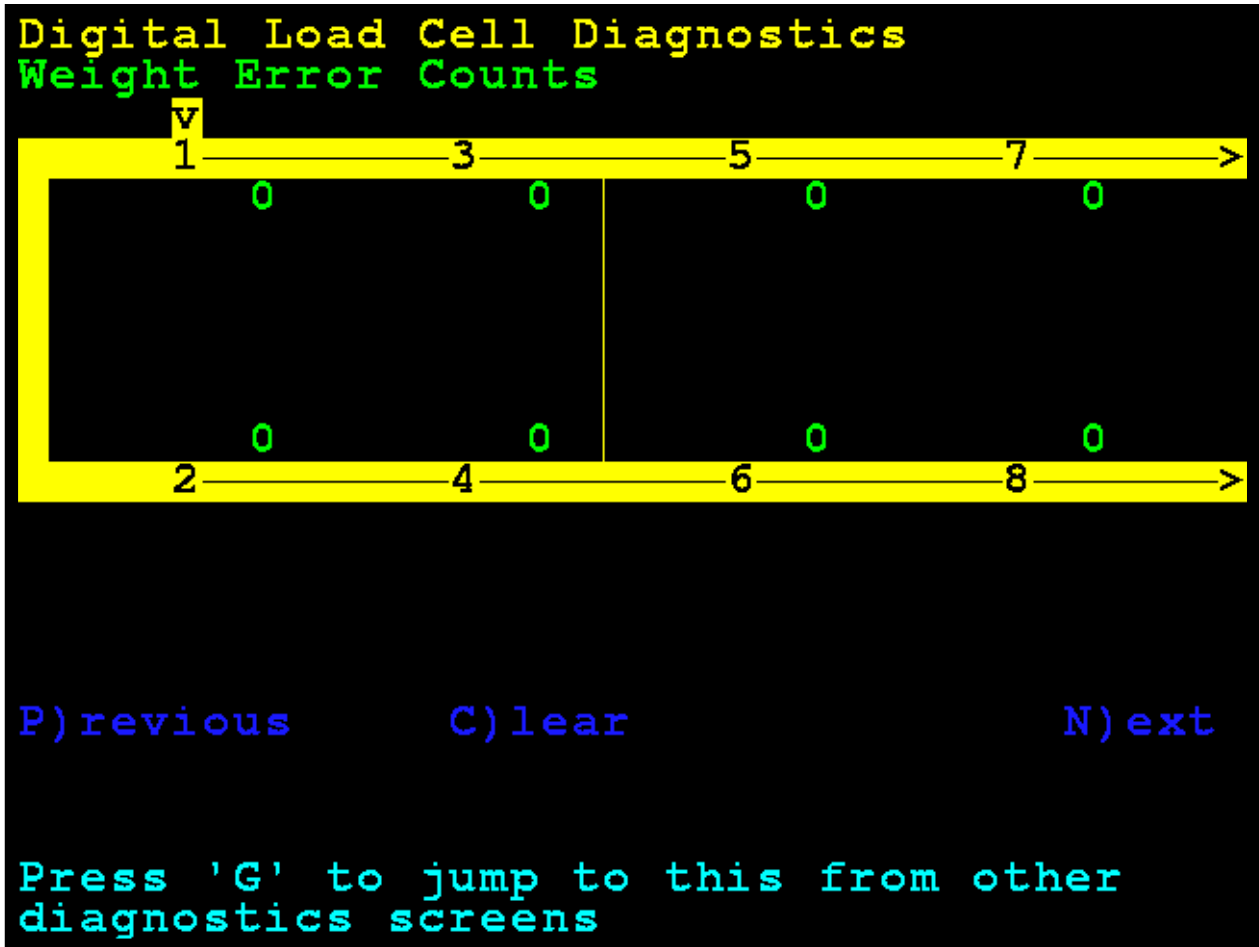 Digital Load Cell Diagnostics
Weight Error Counts
v
1 3 5 7 >
0 0 0 0
0 0 0 0
2 4 6 8 >
P)revious C)lear N)ext
Press 'G' to jump to this from other
diagnostics screens